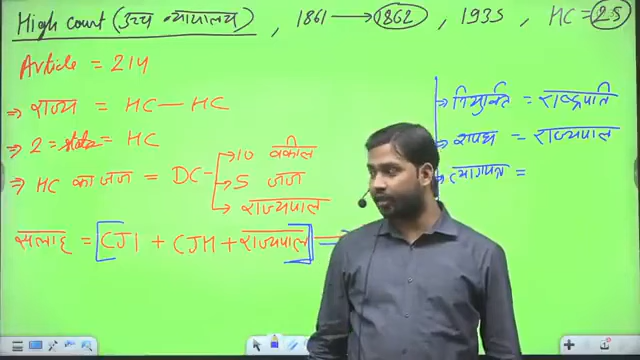 High Court (उच्च न्यायालय), 1861 → 1862, 1935, HC = 25
Article = 214
⇒ राज्य = HC — HC
⇒ 2 = state = HC
⇒ HC का जज = DC
→ 10 वकील
→ 5 जज
→ राज्यपाल
सलाह = [CJI + CJH + राज्यपाल] =
→ नियुक्ति = राष्ट्रपति
→ शपथ = राज्यपाल
→ त्यागपत्र =